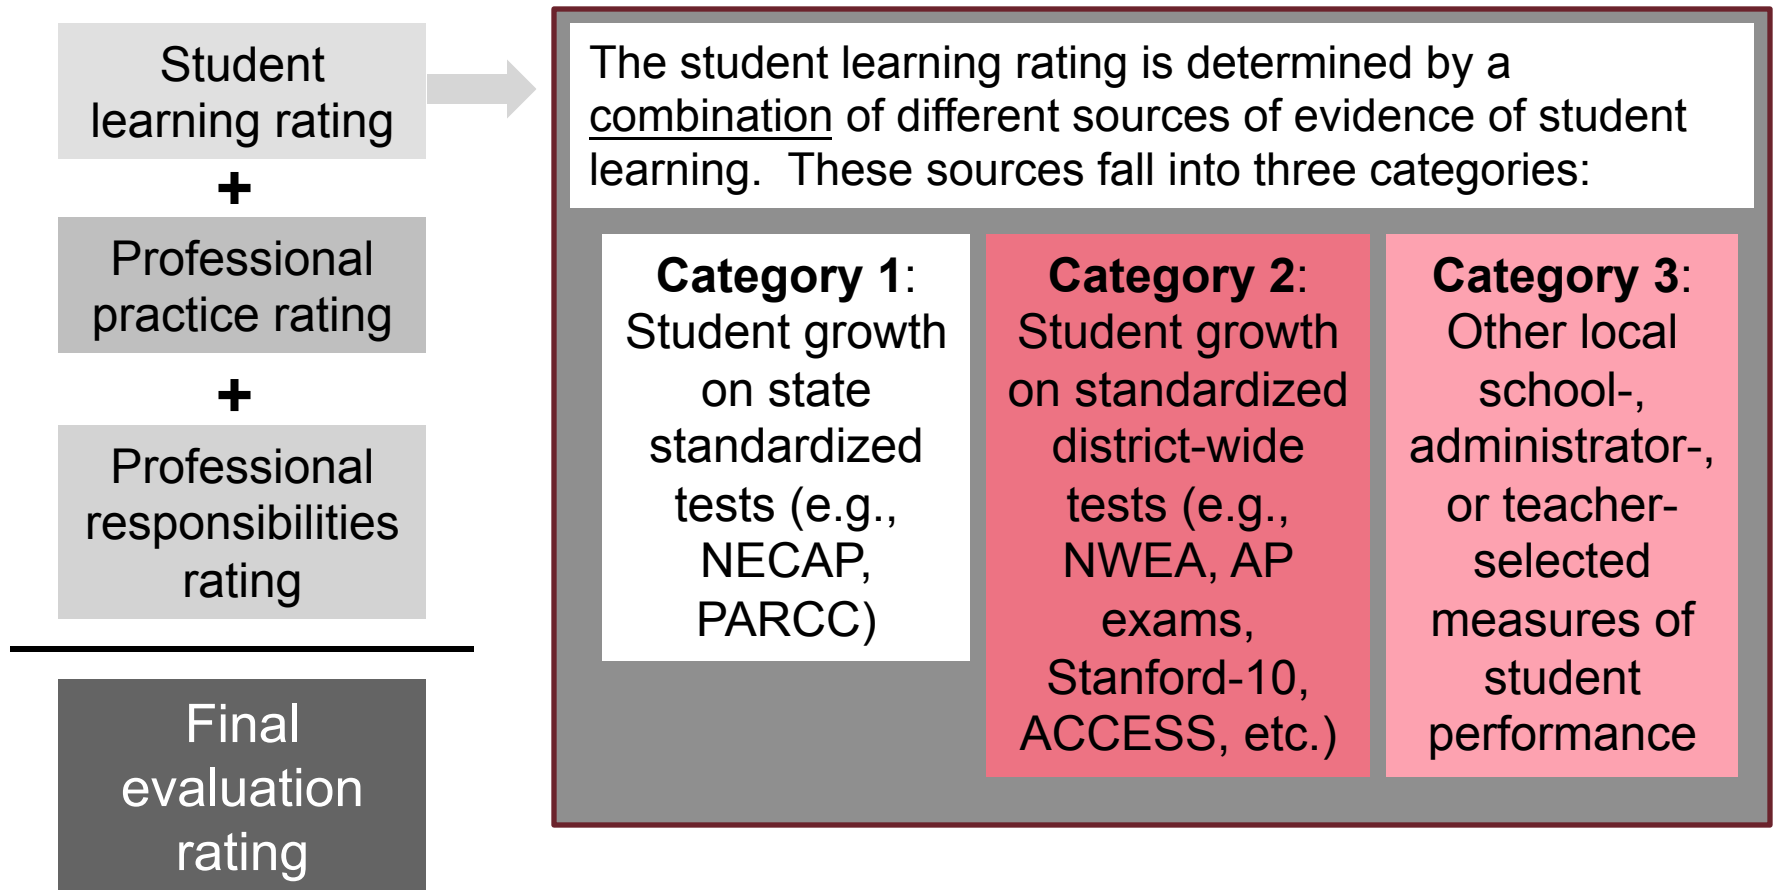 Student
learning rating
+
Professional
practice rating
+
Professional
responsibilities
rating
Final
evaluation
rating
The student learning rating is determined by a
combination of different sources of evidence of student
learning.  These sources fall into three categories:
Category 1:
Student growth
on state
standardized
tests (e.g.,
NECAP,
PARCC)
Category 2:
Student growth
on standardized
district-wide
tests (e.g.,
NWEA, AP
exams,
Stanford-10,
ACCESS, etc.)
Category 3:
Other local
school-,
administrator-,
or teacher-
selected
measures of
student
performance